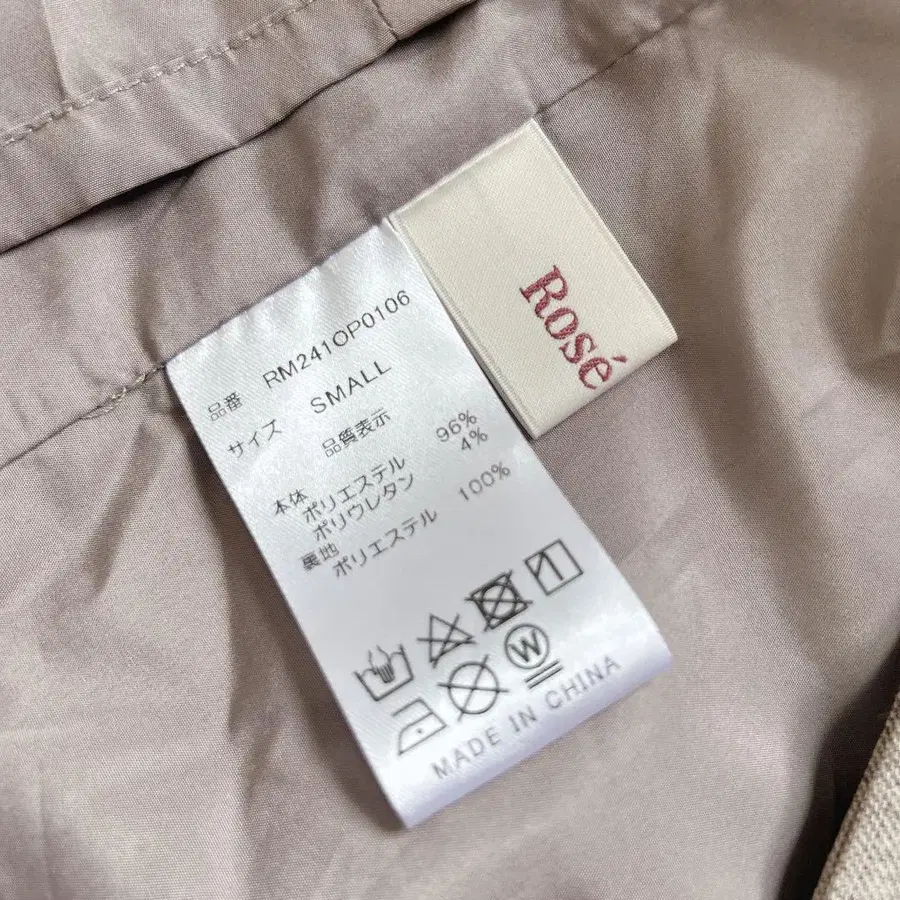 品番 RM241OP0106
サイズ SMALL
品質表示
本体
ポリエステル 96%
ポリウレタン 4%
裏地
ポリエステル 100%
W
MADE IN CHINA
Rosé